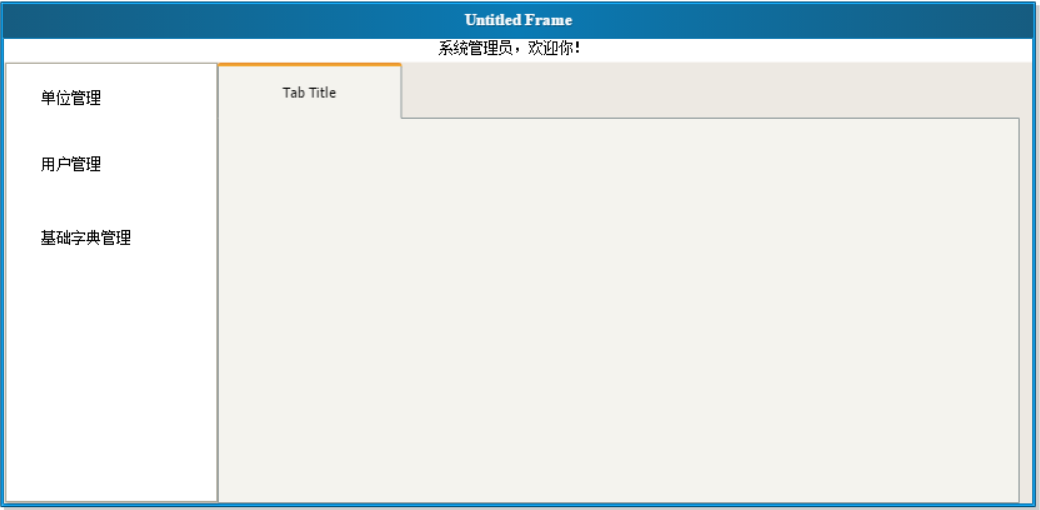 Untitled Frame
系统管理员，欢迎你!
单位管理
Tab Title
用户管理
基础字典管理